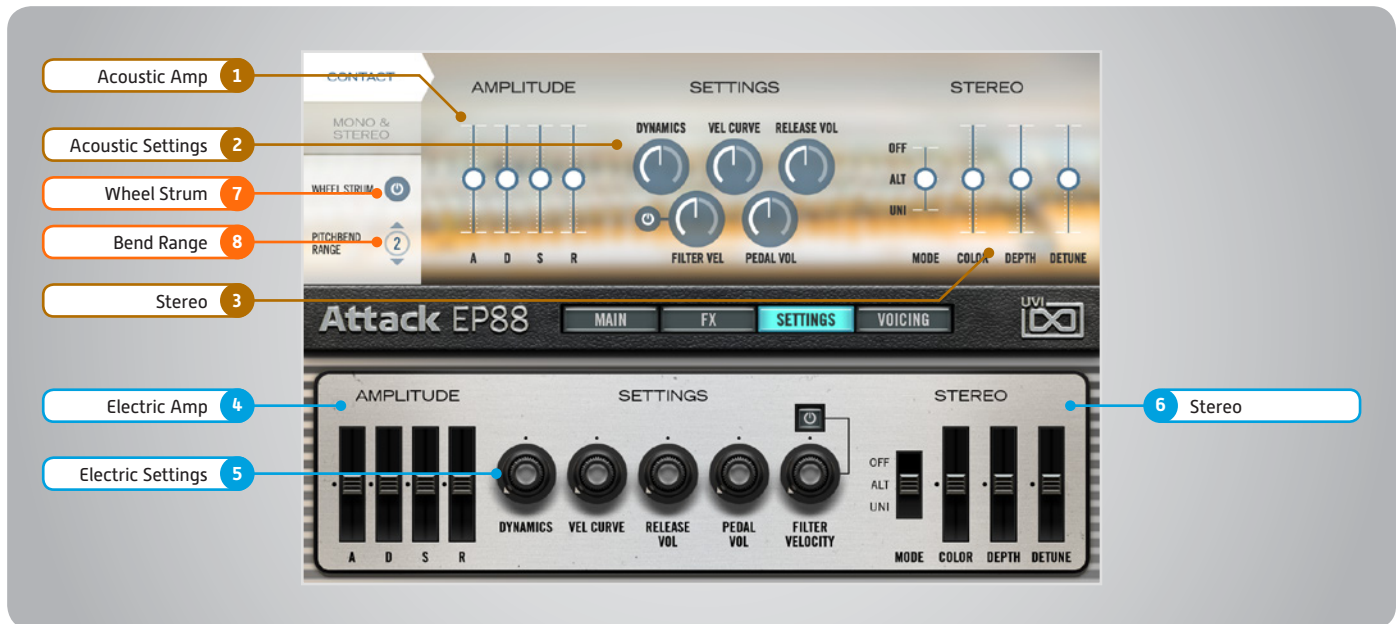 Acoustic Amp 1
Acoustic Settings 2
Wheel Strum 7
Bend Range 8
Stereo 3
Electric Amp 4
Electric Settings 5
6 Stereo
CONTACT
MONO &
STEREO
WHEEL STRUM
PITCHBEND
RANGE
2
AMPLITUDE
A D S R
SETTINGS
DYNAMICS VEL CURVE RELEASE VOL
FILTER VEL PEDAL VOL
STEREO
OFF
ALT
UNI
MODE COLOR DEPTH DETUNE
Attack EP88
MAIN FX SETTINGS VOICING
UVI
AMPLITUDE
A D S R
SETTINGS
DYNAMICS VEL CURVE RELEASE
VOL PEDAL
VOL FILTER
VELOCITY
STEREO
OFF
ALT
UNI
MODE COLOR DEPTH DETUNE